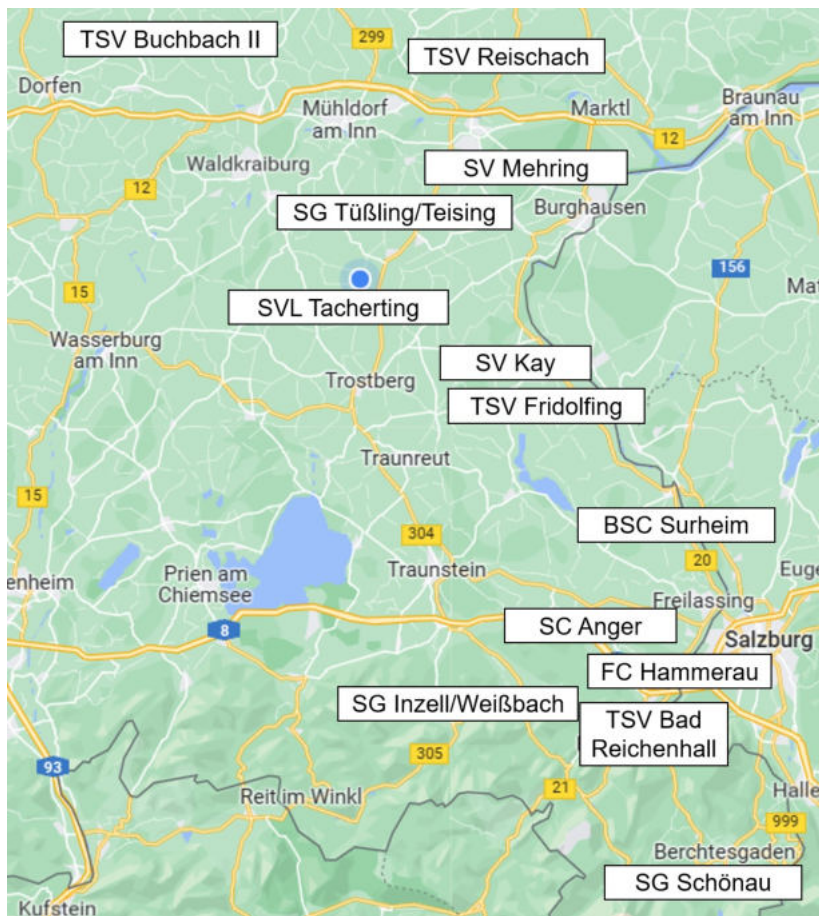 TSV Buchbach II
299
TSV Reischach
Dorfen
Mühldorf
am Inn
Marktl
Braunau
am Inn
12
Waldkraiburg
SV Mehring
12
SG Tüßling/Teising
Burghausen
156
15
Mat
SVL Tacherting
Wasserburg
am Inn
SV Kay
Trostberg
TSV Fridolfing
Traunreut
15
304
BSC Surheim
20
enheim
Prien am
Chiemsee
Traunstein
Euge
Freilassing
8
SC Anger
Salzburg
FC Hammerau
SG Inzell/Weißbach
TSV Bad
Reichenhall
305
93
21
Reit im Winkl
Halle
999
Berchtesgaden
SG Schönau
Kufstein